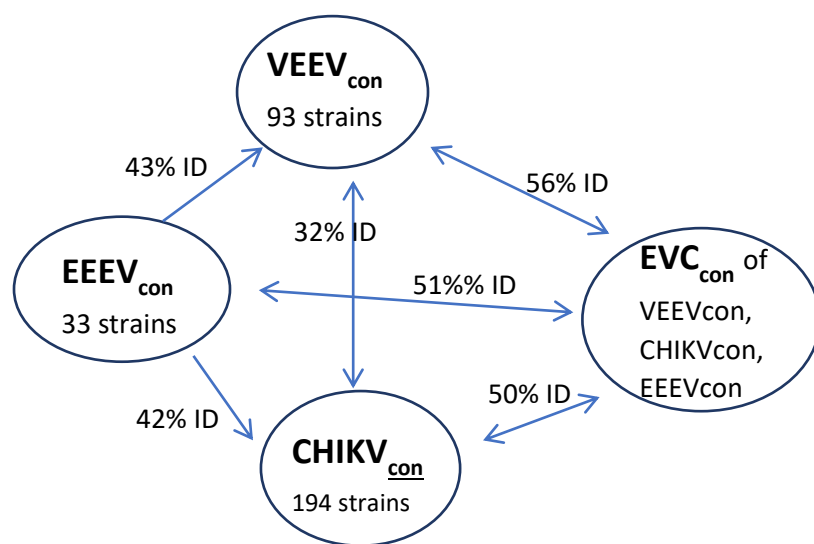 VEEVcon
93 strains
43% ID
56% ID
32% ID
EEEVcon
33 strains
51%% ID
EVCcon of
VEEVcon,
CHIKVcon,
EEEVcon
42% ID
50% ID
CHIKVcon
194 strains